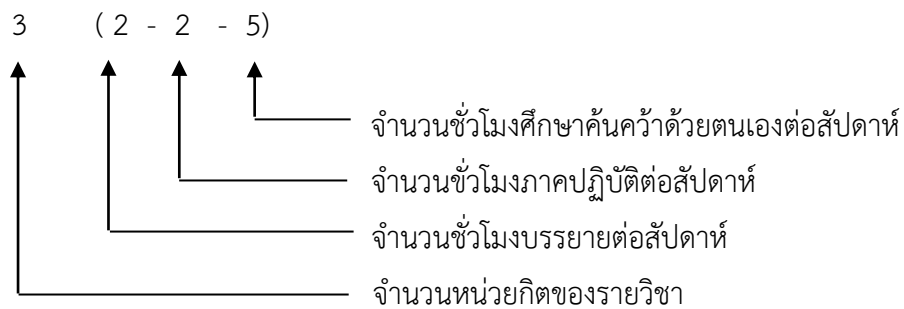 3 (2 - 2 - 5)
จำนวนชั่วโมงศึกษาค้นคว้าด้วยตนเองต่อสัปดาห์
จำนวนขั่วโมงภาคปฏิบัติต่อสัปดาห์
จำนวนชั่วโมงบรรยายต่อสัปดาห์
จำนวนหน่วยกิตของรายวิชา